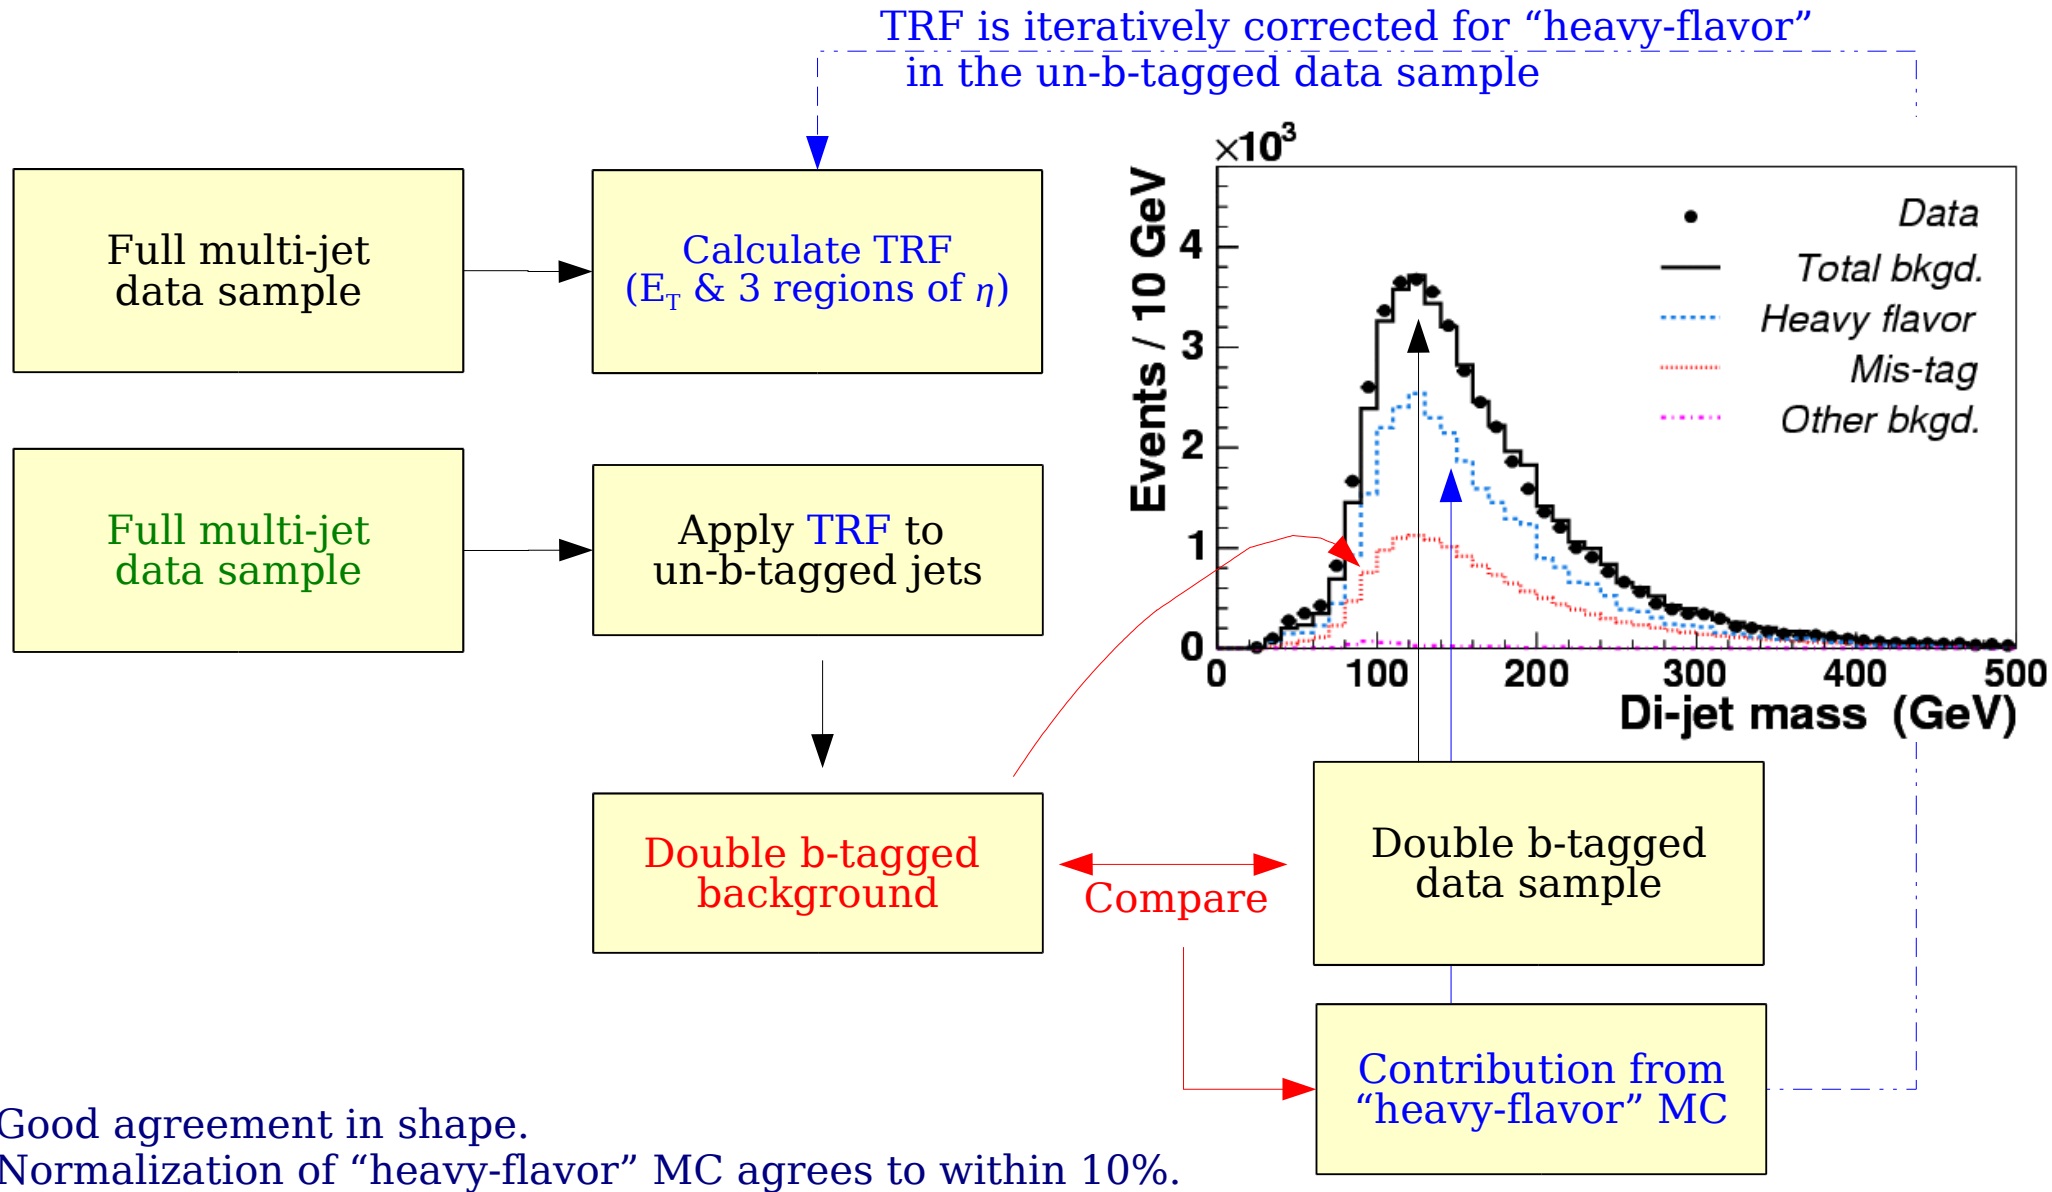 TRF is iteratively corrected for “heavy-flavor”
in the un-b-tagged data sample
Full multi-jet
data sample
Calculate TRF
(ET & 3 regions of η)
Full multi-jet
data sample
Apply TRF to
un-b-tagged jets
×10³
Events / 10 GeV
4
3
2
1
0
Data
Total bkgd.
Heavy flavor
Mis-tag
Other bkgd.
0 100 200 300 400 500
Di-jet mass (GeV)
Double b-tagged
background
Compare
Double b-tagged
data sample
Contribution from
“heavy-flavor” MC
Good agreement in shape.
Normalization of “heavy-flavor” MC agrees to within 10%.